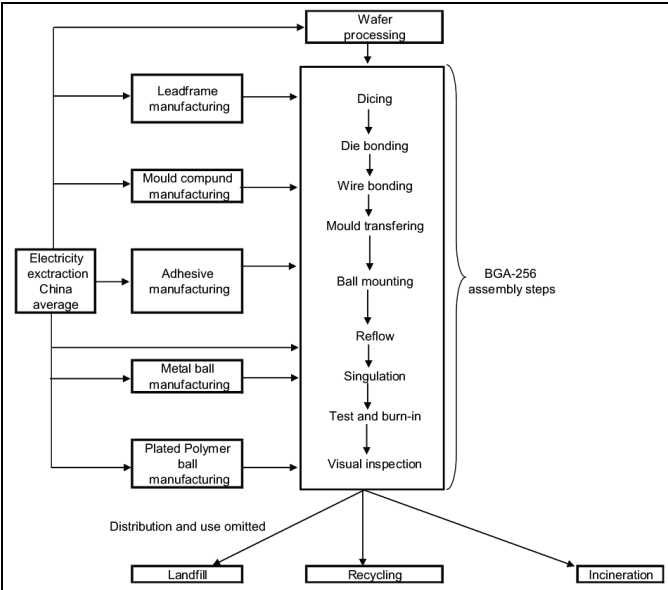 Wafer
processing
Leadframe
manufacturing
Dicing
Die bonding
Mould compund
manufacturing
Wire bonding
Mould transfering
Electricity
exctraction
China
average
Adhesive
manufacturing
Ball mounting
BGA-256
assembly steps
Reflow
Metal ball
manufacturing
Singulation
Test and burn-in
Plated Polymer
ball
manufacturing
Visual inspection
Distribution and use omitted
Landfill
Recycling
Incineration